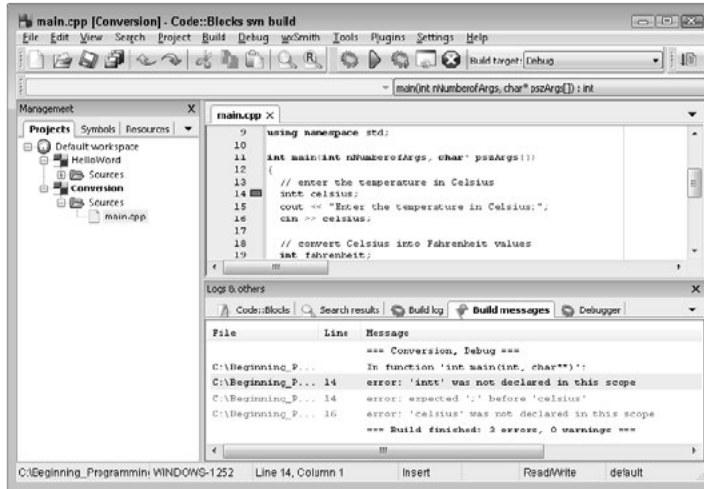 main.cpp [Conversion] - Code::Blocks svn build
File Edit View Search Project Build Debug wxSmith Tools Plugins Settings Help
Build target: Debug
main(int nNumberofArgs, char* pszArgs[]) : int
Management X
Projects Symbols Resources
Default workspace
HelloWord
Sources
Conversion
Sources
main.cpp
main.cpp X
9 using namespace std;
10
11 int main(int nNumberofArgs, char* pszArgs[])
12 {
13 // enter the temperature in Celsius
14 intt celsius;
15 cout << "Enter the temperature in Celsius:";
16 cin >> celsius;
17
18 // convert Celsius into Fahrenheit values
19 int fahrenheit;
Logs & others X
Code::Blocks Search results Build log Build messages Debugger
File Line Message
=== Conversion, Debug ===
C:\Beginning_P... In function 'int main(int, char**)':
C:\Beginning_P... 14 error: 'intt' was not declared in this scope
C:\Beginning_P... 14 error: expected ';' before 'celsius'
C:\Beginning_P... 16 error: 'celsius' was not declared in this scope
=== Build finished: 3 errors, 0 warnings ===
C:\Beginning_Programmin WINDOWS-1252 Line 14, Column 1 Insert Read/Write default